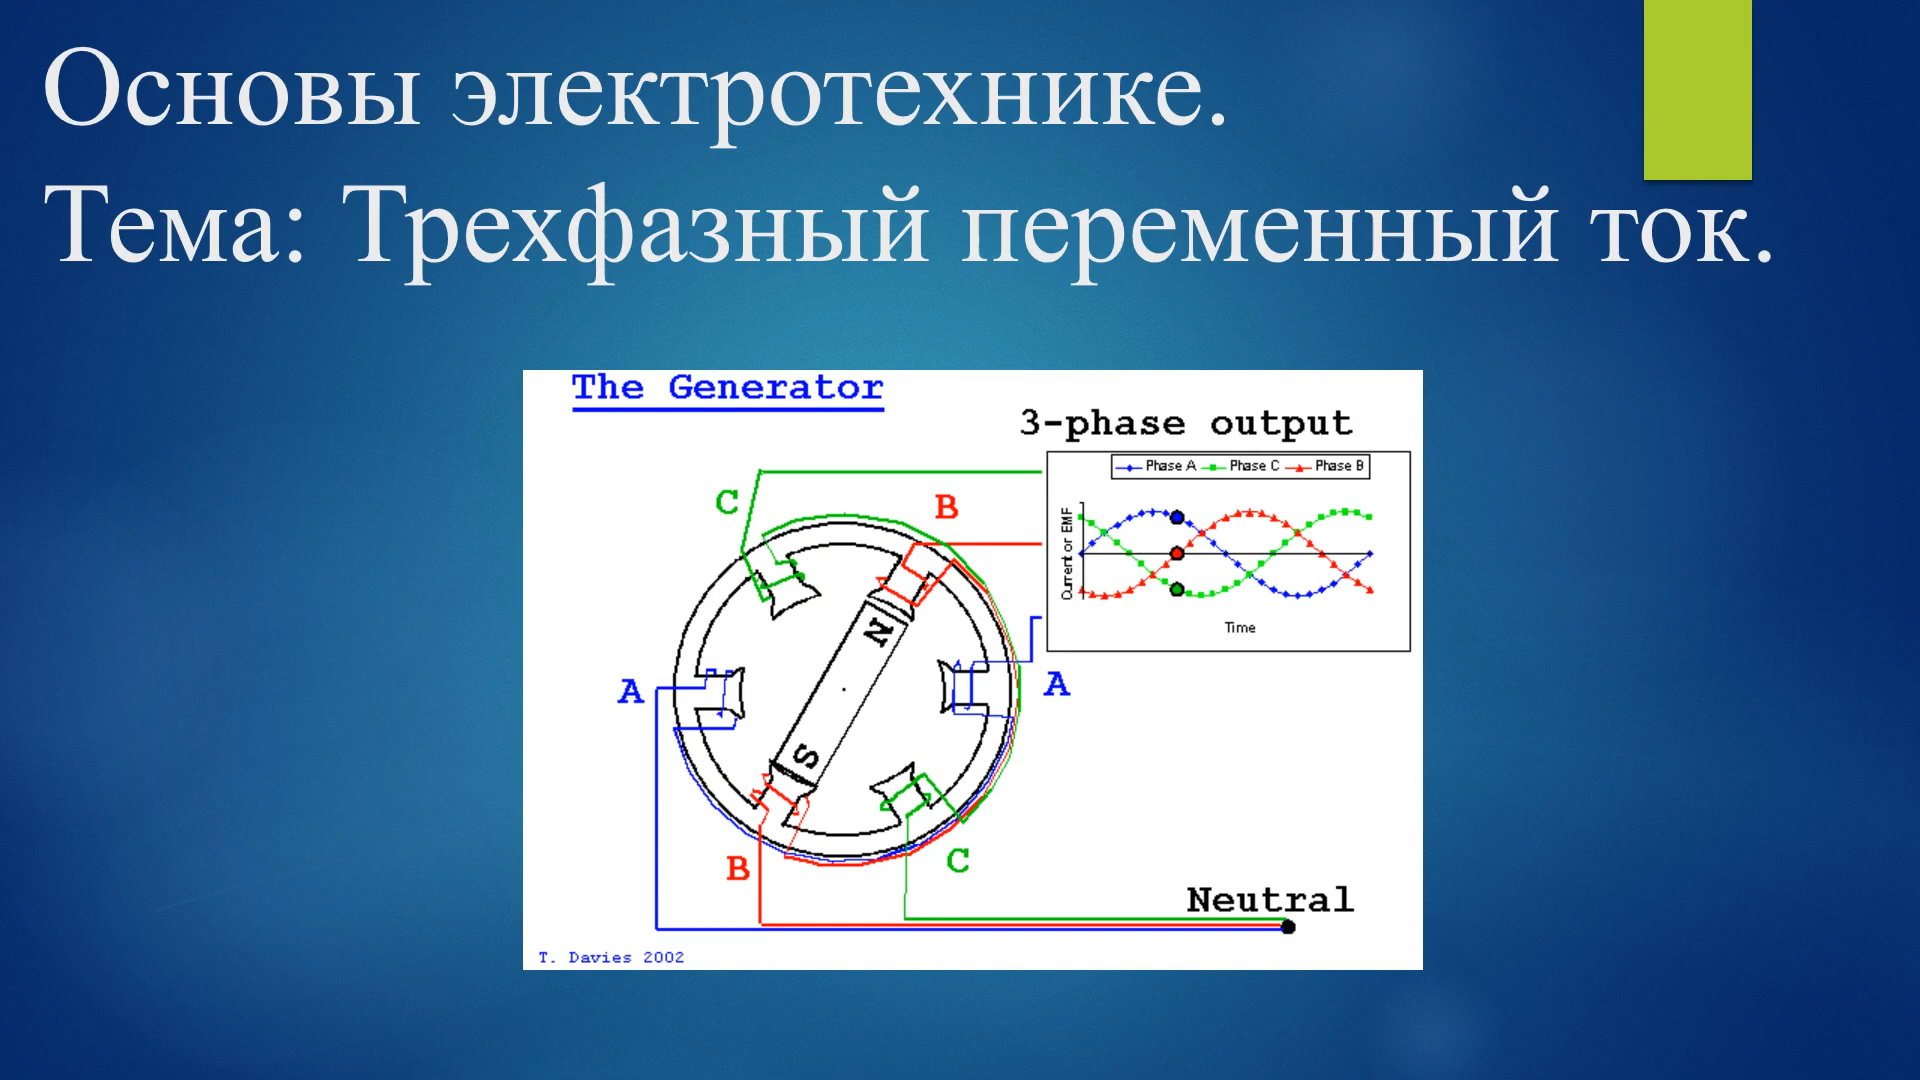 Основы электротехнике.
Тема: Трехфазный переменный ток.
The Generator
3-phase output
Phase A Phase C Phase B
Current or EMF
Time
C
B
N
A
A
S
B
C
Neutral
T. Davies 2002